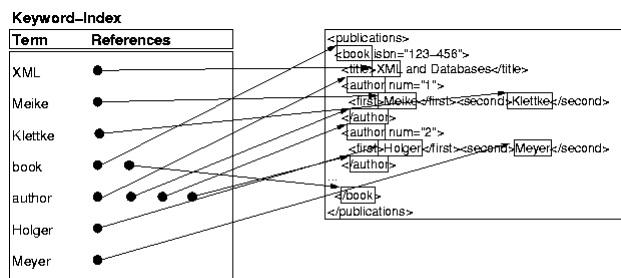 Keyword–Index
Term References
XML
Meike
Klettke
book
author
Holger
Meyer
<publications>
<book isbn="123–456">
<title>XML and Databases</title>
<author num="1">
<first>Meike</first><second>Klettke</second>
</author>
<author num="2">
<first>Holger</first><second>Meyer</second>
</author>
...
</book>
</publications>